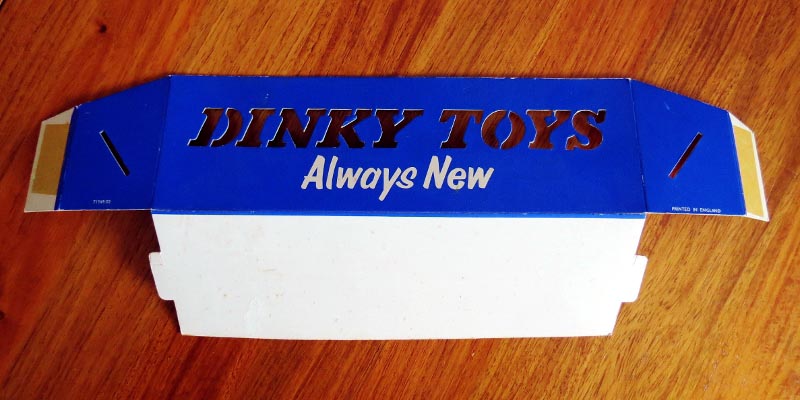 DINKY TOYS
Always New
PRINTED IN ENGLAND